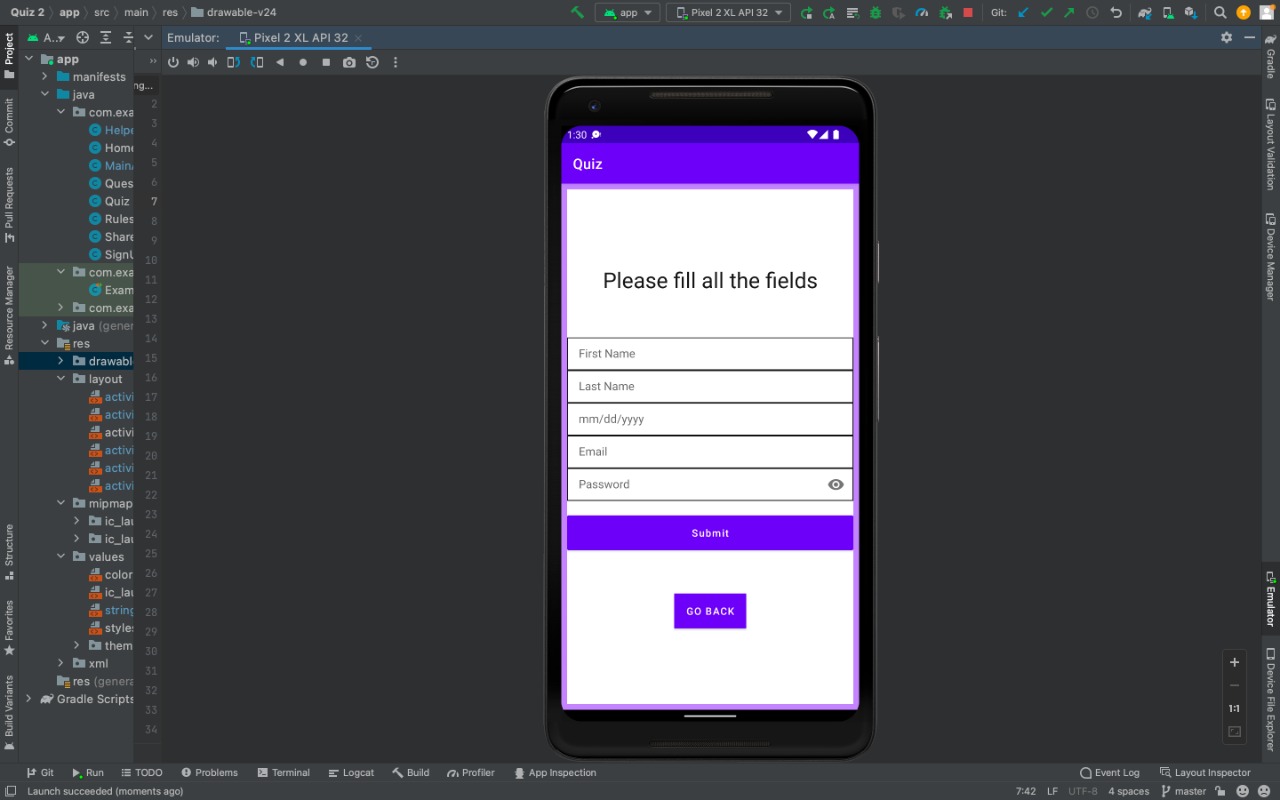 Quiz 2 app src main res drawable-v24 app Pixel 2 XL API 32 Git:
A... Emulator: Pixel 2 XL API 32
Project
Commit
Pull Requests
Resource Manager
Structure
Favorites
Build Variants
app
manifests
java
com.exa
Helpe
Home
MainA
Ques
Quiz
Rules
Share
SignU
com.exa
Exam
com.exa
java (gener
res
drawabl
layout
activi
activi
activi
activi
activi
activi
mipmap
ic_lau
ic_lau
values
color
ic_lau
string
styles
them
xml
res (genera
Gradle Scripts
ng...
2
3
4
5
6
7
8
9
10
11
12
13
14
15
16
17
18
19
20
21
22
23
24
25
26
27
28
29
30
31
32
33
34
1:30
Quiz
Please fill all the fields
First Name
Last Name
mm/dd/yyyy
Email
Password
Submit
GO BACK
1:1
Gradle
Layout Validation
Device Manager
Emulator
Device File Explorer
Git Run TODO Problems Terminal Logcat Build Profiler App Inspection Event Log Layout Inspector
Launch succeeded (moments ago) 7:42 LF UTF-8 4 spaces master